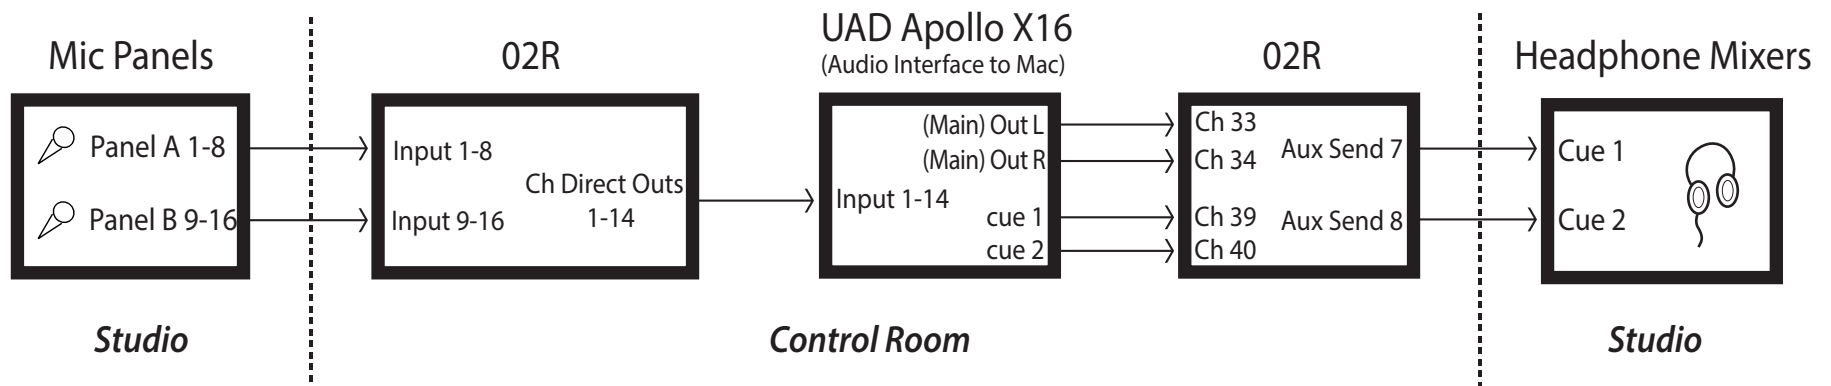 Mic Panels
Panel A 1-8
Panel B 9-16
Studio
02R
Input 1-8
Input 9-16
Ch Direct Outs
1-14
UAD Apollo X16
(Audio Interface to Mac)
Input 1-14
(Main) Out L
(Main) Out R
cue 1
cue 2
Control Room
02R
Ch 33
Ch 34
Ch 39
Ch 40
Aux Send 7
Aux Send 8
Headphone Mixers
Cue 1
Cue 2
Studio